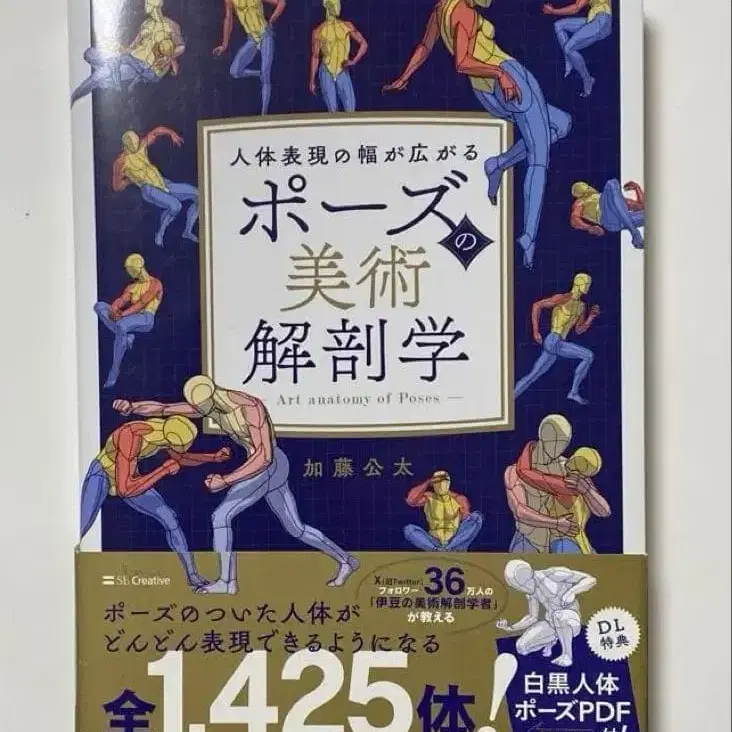 人体表現の幅が広がる
ポーズの
美術
解剖学
Art anatomy of Poses
加藤公太
SB Creative
X(旧Twitter)
フォロワー36万人の
「伊豆の美術解剖学者」
が教える
ポーズのついた人体が
どんどん表現できるようになる
全1,425体!
DL
特典
白黒人体
ポーズPDF